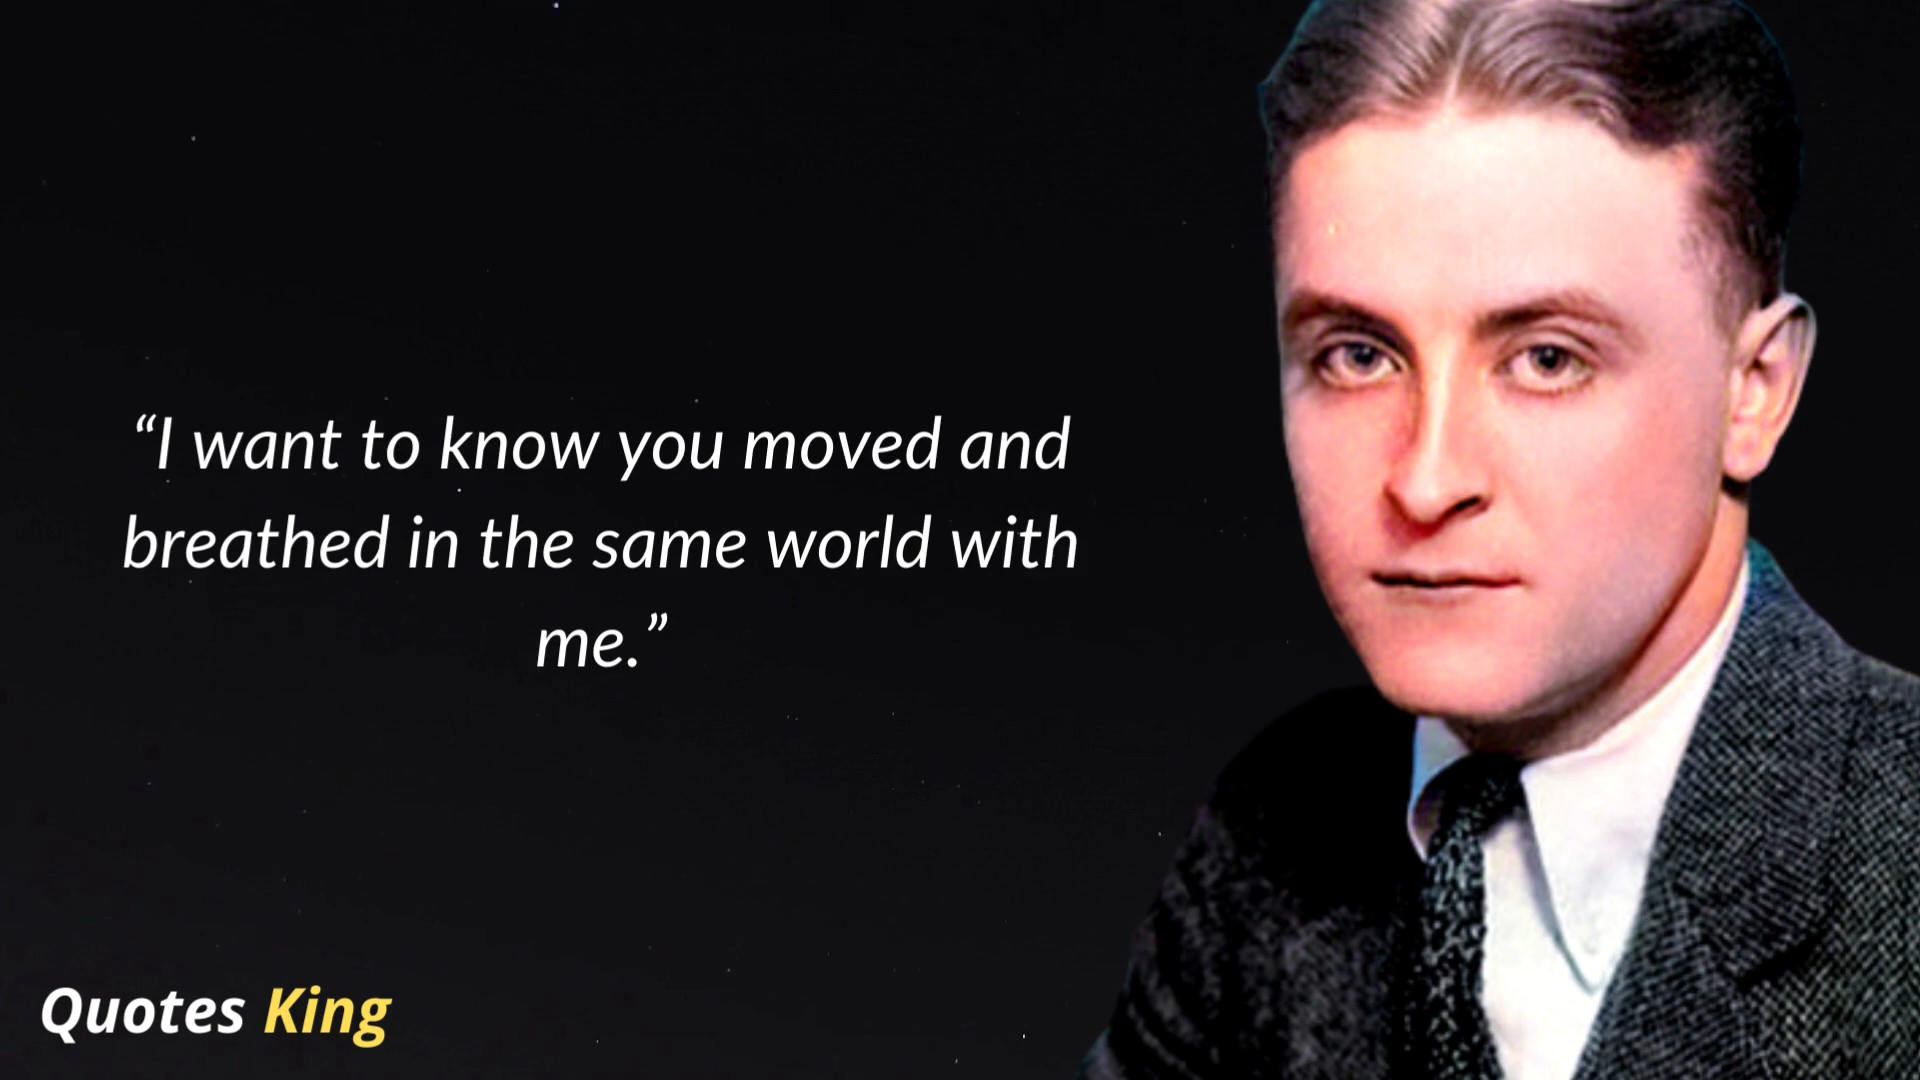 “I want to know you moved and
breathed in the same world with
me.”
Quotes King